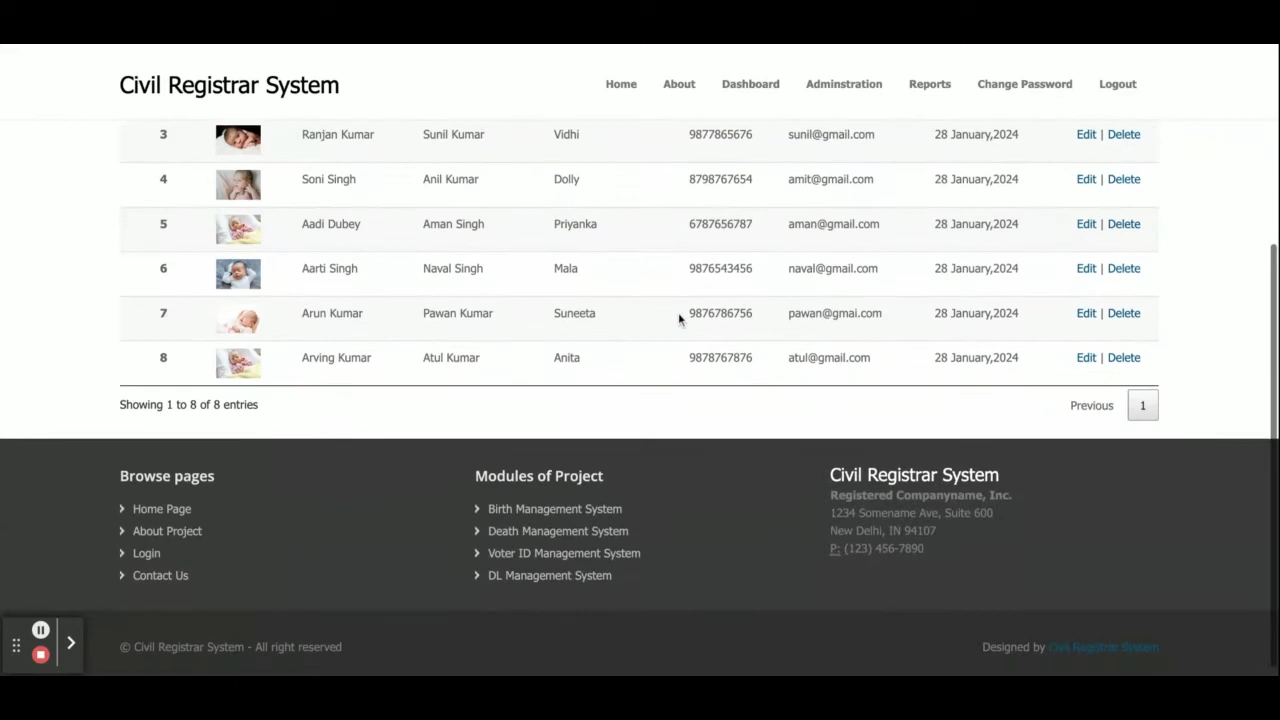 Civil Registrar System Home About Dashboard Adminstration Reports Change Password Logout
3 Ranjan Kumar Sunil Kumar Vidhi 9877865676 sunil@gmail.com 28 January,2024 Edit | Delete
4 Soni Singh Anil Kumar Dolly 8798767654 amit@gmail.com 28 January,2024 Edit | Delete
5 Aadi Dubey Aman Singh Priyanka 6787656787 aman@gmail.com 28 January,2024 Edit | Delete
6 Aarti Singh Naval Singh Mala 9876543456 naval@gmail.com 28 January,2024 Edit | Delete
7 Arun Kumar Pawan Kumar Suneeta 9876786756 pawan@gmai.com 28 January,2024 Edit | Delete
8 Arving Kumar Atul Kumar Anita 9878767876 atul@gmail.com 28 January,2024 Edit | Delete
Showing 1 to 8 of 8 entries Previous 1
Browse pages
Home Page
About Project
Login
Contact Us
Modules of Project
Birth Management System
Death Management System
Voter ID Management System
DL Management System
Civil Registrar System
Registered Companyname, Inc.
1234 Somename Ave, Suite 600
New Delhi, IN 94107
P: (123) 456-7890
© Civil Registrar System - All right reserved
Designed by Civil Registrar System